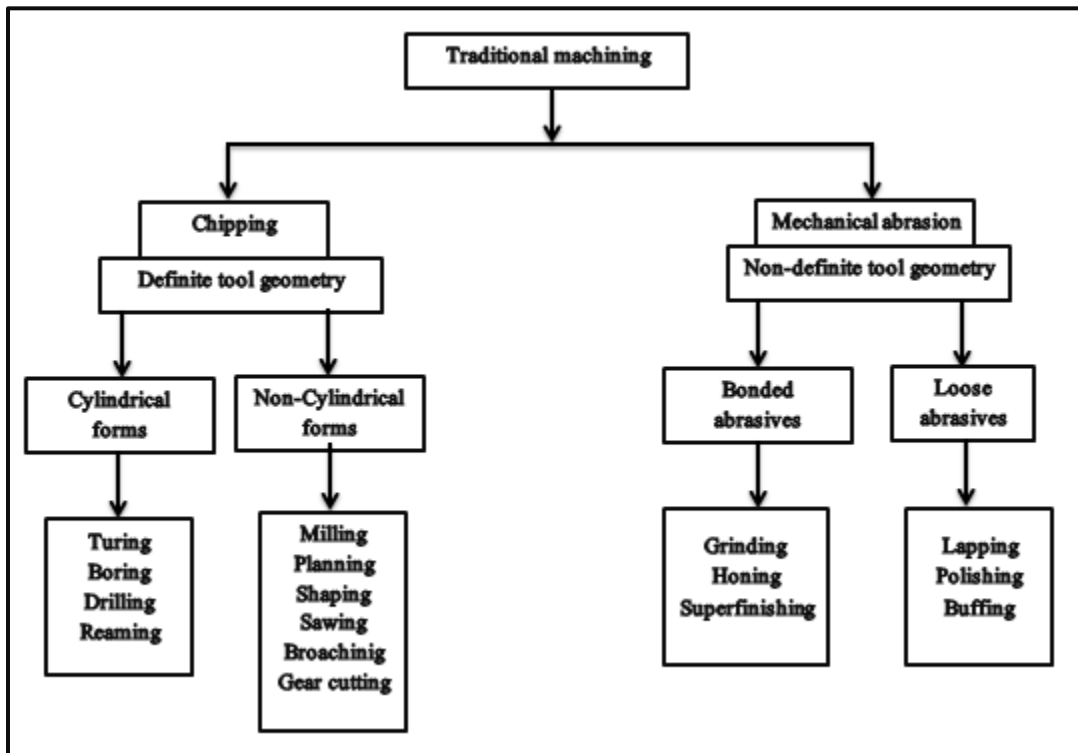 Traditional machining
Chipping
Definite tool geometry
Mechanical abrasion
Non-definite tool geometry
Cylindrical
forms
Non-Cylindrical
forms
Bonded
abrasives
Loose
abrasives
Turing
Boring
Drilling
Reaming
Milling
Planning
Shaping
Sawing
Broachinig
Gear cutting
Grinding
Honing
Superfinishing
Lapping
Polishing
Buffing